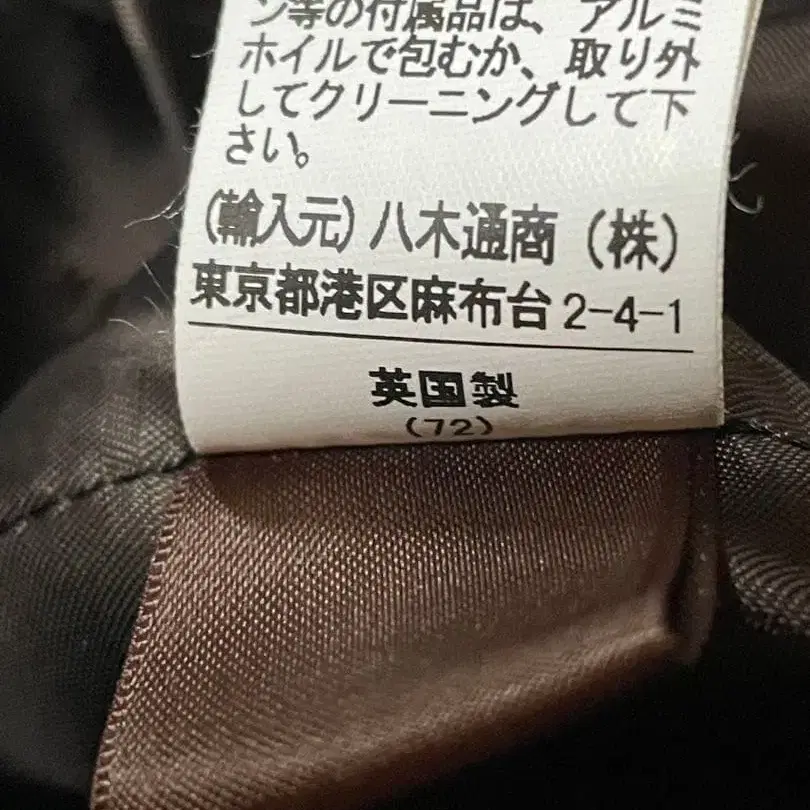 ン等の付属品は、アルミ
ホイルで包むか、取り外
してクリーニングして下
さい。
(輸入元) 八木通商 (株)
東京都港区麻布台2-4-1
英国製
(72)